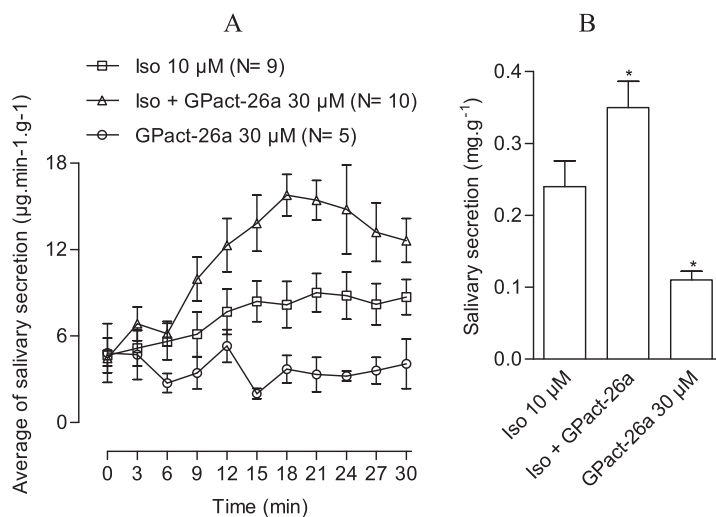 A
Iso 10 µM (N= 9)
Iso + GPact-26a 30 µM (N= 10)
GPact-26a 30 µM (N= 5)
Average of salivary secretion (µg.min-1.g-1)
18
12
6
0
0 3 6 9 12 15 18 21 24 27 30
Time (min)
B
Salivary secretion (mg.g⁻¹)
0.4
0.3
0.2
0.1
0.0
*
*
Iso 10 µM
Iso + GPact-26a
GPact-26a 30 µM